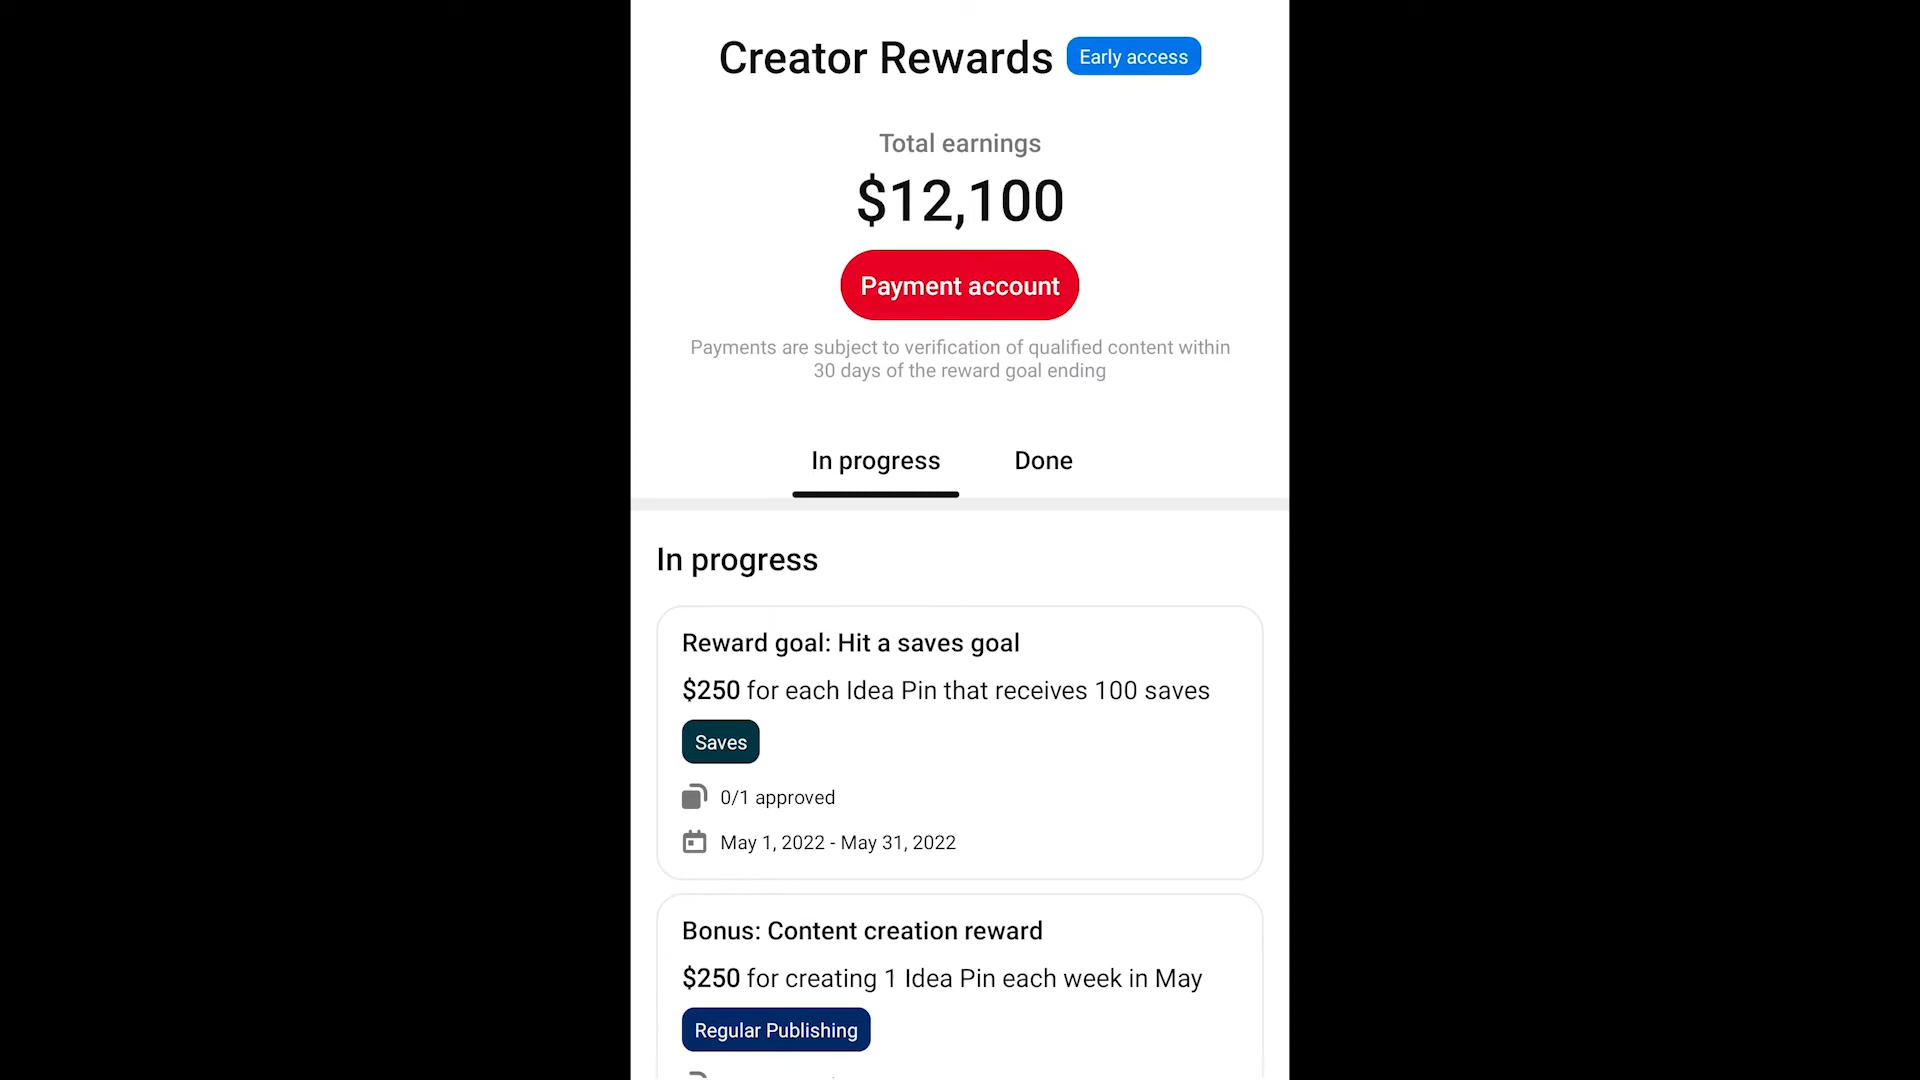 Creator Rewards Early access
Total earnings
$12,100
Payment account
Payments are subject to verification of qualified content within
30 days of the reward goal ending
In progress Done
In progress
Reward goal: Hit a saves goal
$250 for each Idea Pin that receives 100 saves
Saves
0/1 approved
May 1, 2022 - May 31, 2022
Bonus: Content creation reward
$250 for creating 1 Idea Pin each week in May
Regular Publishing